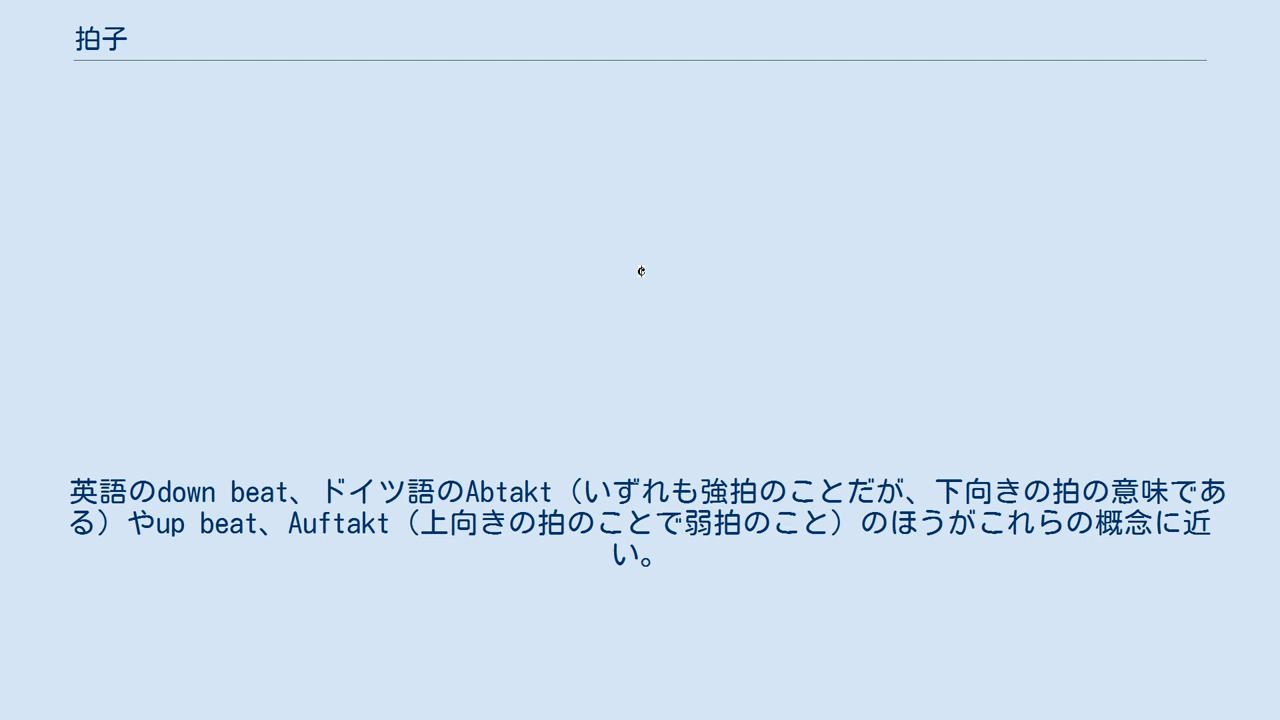 拍子
英語のdown beat、ドイツ語のAbtakt（いずれも強拍のことだが、下向きの拍の意味であ
る）やup beat、Auftakt（上向きの拍のことで弱拍のこと）のほうがこれらの概念に近
い。